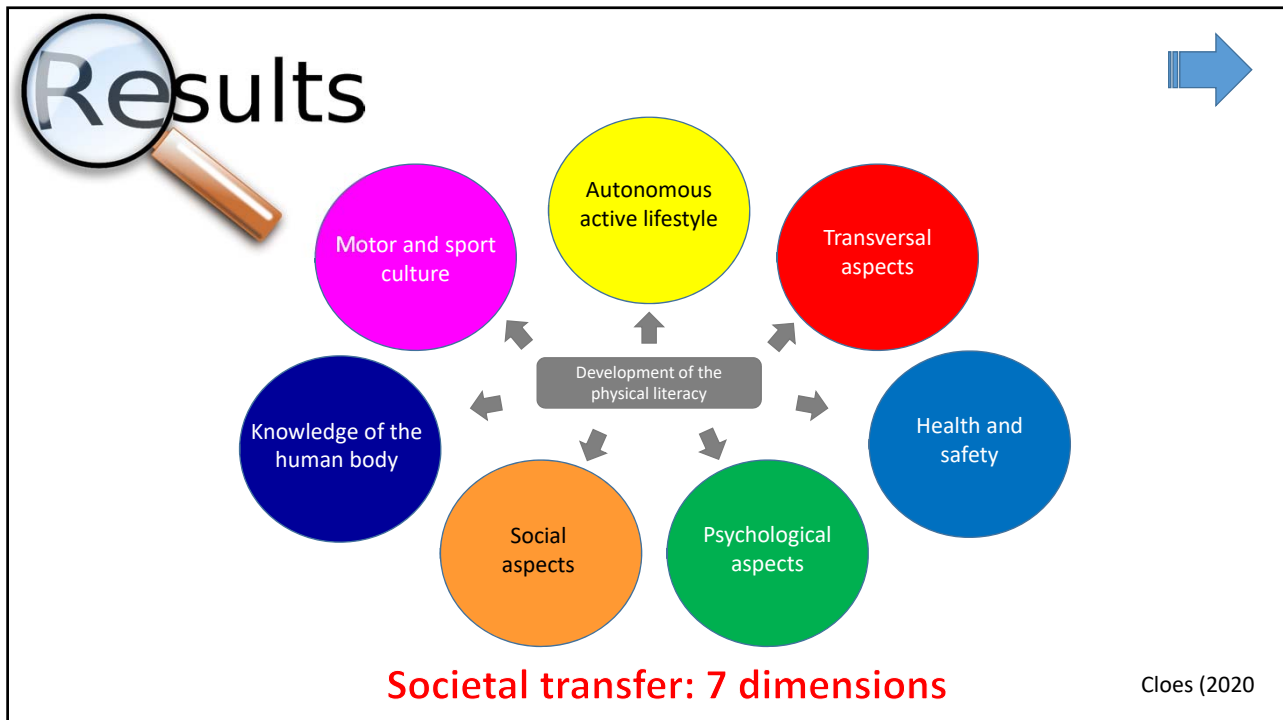 Results
Autonomous
active lifestyle
Motor and sport
culture
Transversal
aspects
Development of the
physical literacy
Knowledge of the
human body
Health and
safety
Social
aspects
Psychological
aspects
Societal transfer: 7 dimensions
Cloes (2020